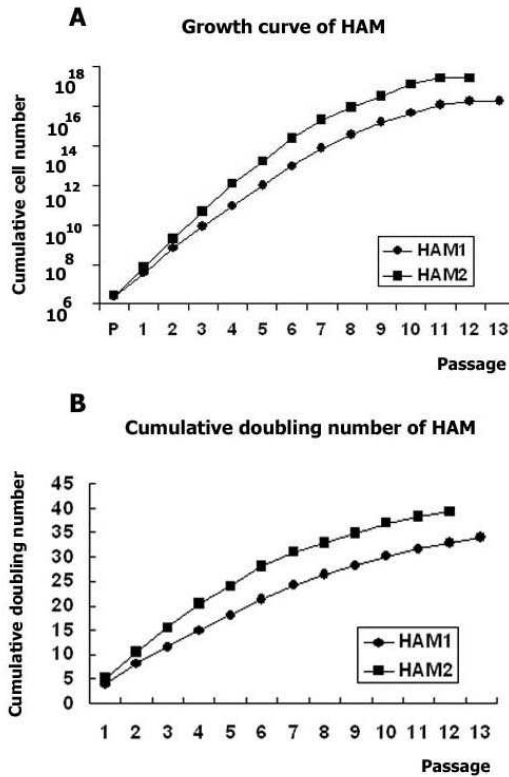 A
Growth curve of HAM
Cumulative cell number
10^18
10^16
10^14
10^12
10^10
10^8
10^6
HAM1
HAM2
P 1 2 3 4 5 6 7 8 9 10 11 12 13
Passage
B
Cumulative doubling number of HAM
Cumulative doubling number
45
40
35
30
25
20
15
10
5
0
HAM1
HAM2
1 2 3 4 5 6 7 8 9 10 11 12 13
Passage